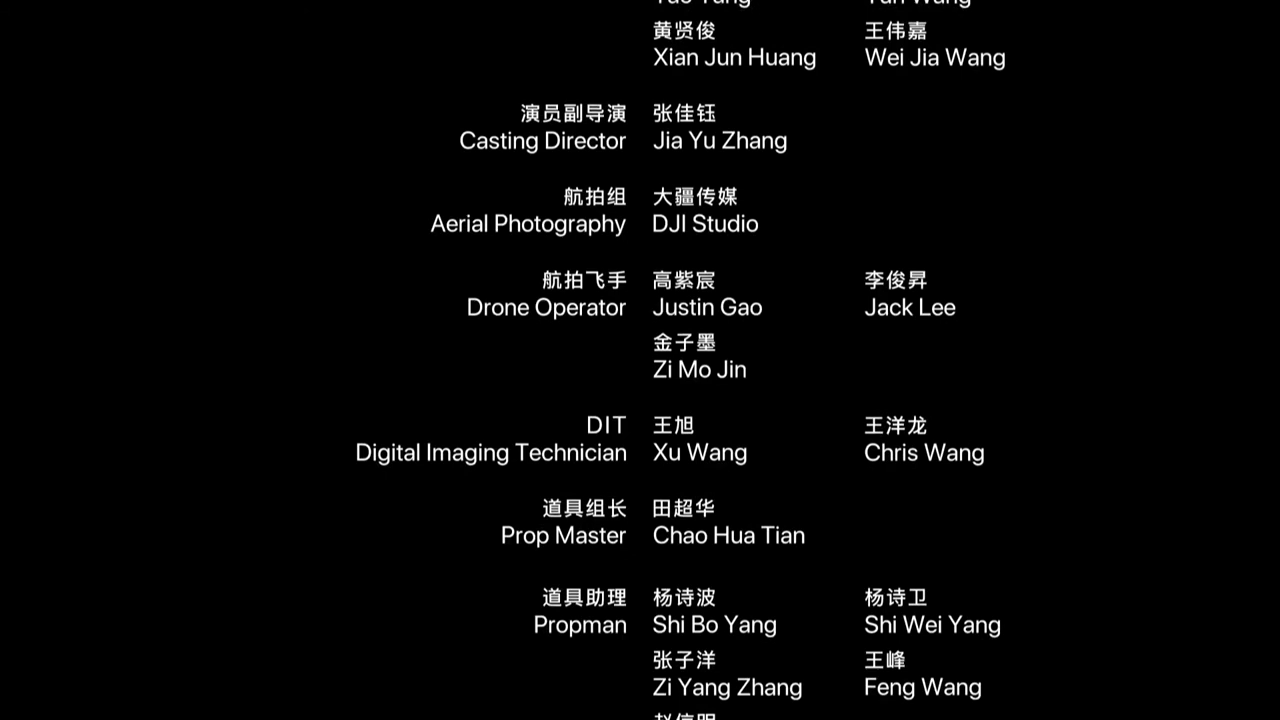 黄贤俊 王伟嘉
Xian Jun Huang Wei Jia Wang
演员副导演 张佳钰
Casting Director Jia Yu Zhang
航拍组 大疆传媒
Aerial Photography DJI Studio
航拍飞手 高紫宸 李俊昇
Drone Operator Justin Gao Jack Lee
金子墨
Zi Mo Jin
DIT 王旭 王洋龙
Digital Imaging Technician Xu Wang Chris Wang
道具组长 田超华
Prop Master Chao Hua Tian
道具助理 杨诗波 杨诗卫
Propman Shi Bo Yang Shi Wei Yang
张子洋 王峰
Zi Yang Zhang Feng Wang